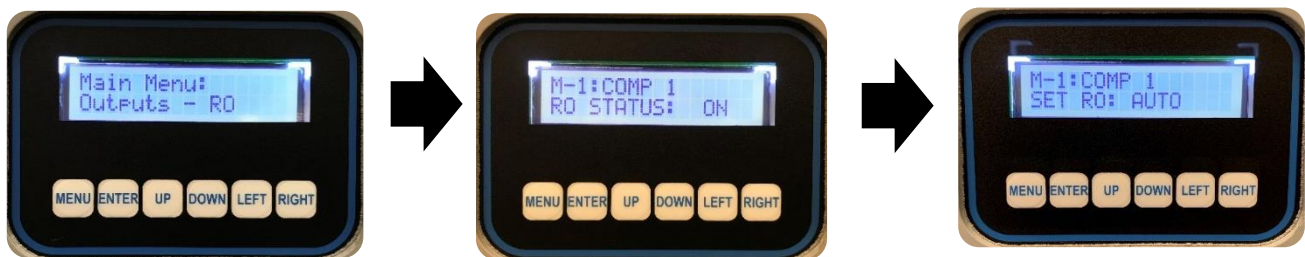 Main Menu:
Outputs - RO
MENU ENTER UP DOWN LEFT RIGHT
M-1:COMP 1
RO STATUS: ON
MENU ENTER UP DOWN LEFT RIGHT
M-1:COMP 1
SET RO: AUTO
MENU ENTER UP DOWN LEFT RIGHT